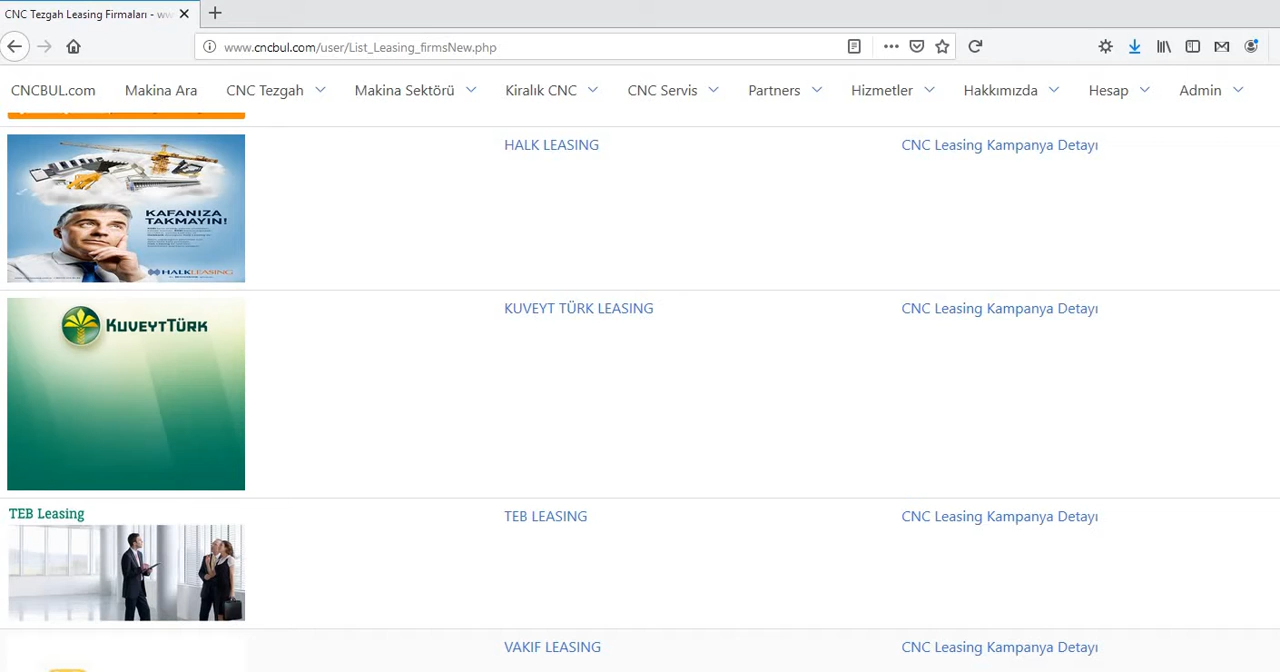 CNC Tezgah Leasing Firmaları - ww
www.cncbul.com/user/List_Leasing_firmsNew.php
CNCBUL.com Makina Ara CNC Tezgah Makina Sektörü Kiralık CNC CNC Servis Partners Hizmetler Hakkımızda Hesap Admin
KAFANIZA
TAKMAYIN!
HALKLEASING
HALK LEASING CNC Leasing Kampanya Detayı
KUVEYTTÜRK
KUVEYT TÜRK LEASING CNC Leasing Kampanya Detayı
TEB Leasing
TEB LEASING CNC Leasing Kampanya Detayı
VAKIF LEASING CNC Leasing Kampanya Detayı